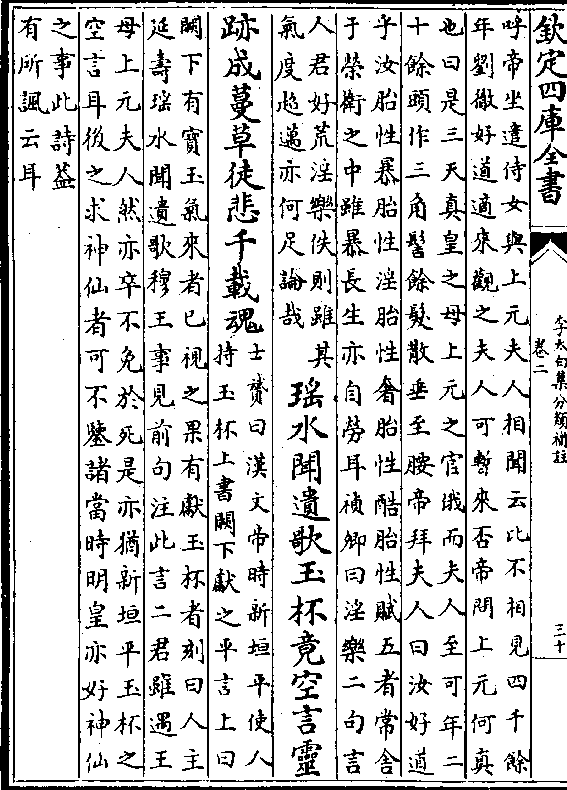 欽定四庫全書
李太白集分類補註
卷二
三十
呼帝坐遣侍女與上元夫人相聞云比不相見四千餘
年劉徹好道適來觀之夫人可暫來否帝問上元何真
也曰是三天真皇之母上元之官俄而夫人至可年二
十餘頭作三角髻餘髮散垂至腰帝拜夫人曰汝好道
乎汝胎性暴胎性淫胎性奢胎性酷胎性賊五者常舍
于榮衛之中雖暴長生亦自勞耳禎卿曰淫樂二句言
人君好荒淫樂佚則雖其
氣度超邁亦何足論哉
瑶水聞遺歌玉杯竟空言靈
跡成蔓草徒悲千載魂
士贇曰漢文帝時新垣平使人
持玉杯上書闕下獻之平言上曰
闕下有寳玉氣來者已視之果有獻玉杯者刻曰人主
延壽瑶水聞遺歌穆王事見前句注此言二君雖遇王
母上元夫人然亦卒不免於死是亦猶新垣平玉杯之
空言耳後之求神仙者可不鑒諸當時明皇亦好神仙
之事此詩葢
有所諷云耳